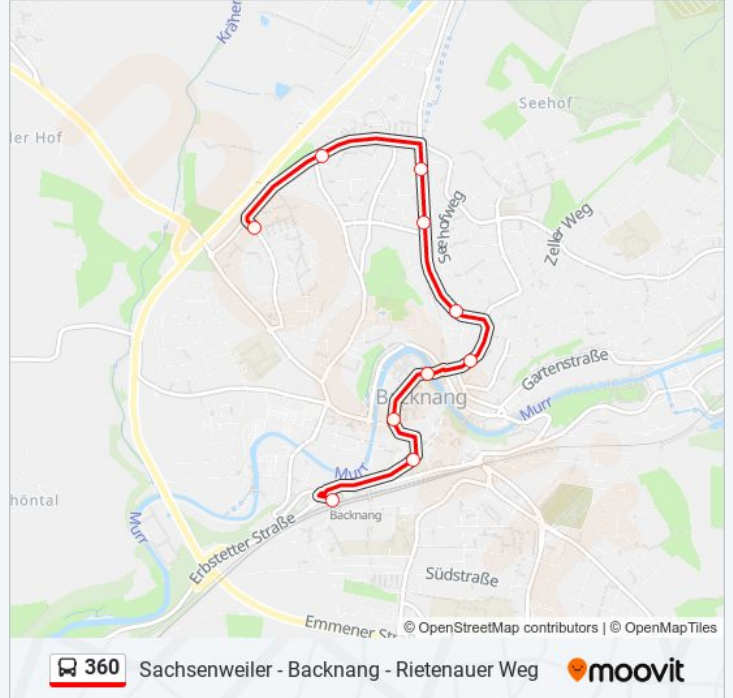 Kräher
Seehof
ler Hof
Seehofweg
Zeller Weg
Gartenstraße
Backnang
Murr
Murr
höntal
Backnang
Murr
Erbstetter Straße
Südstraße
Emmener Str
© OpenStreetMap contributors | © OpenMapTiles
360 Sachsenweiler - Backnang - Rietenauer Weg moovit